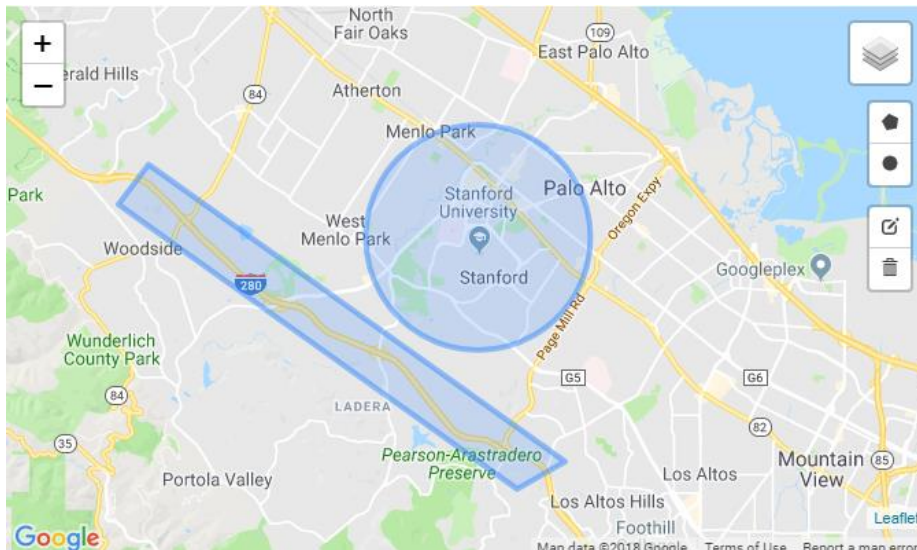 +
−
North
Fair Oaks
109
East Palo Alto
erald Hills
84
Atherton
Menlo Park
Park
Stanford
University
Palo Alto
Oregon Expy
West
Menlo Park
Woodside
Stanford
Googleplex
280
Page Mill Rd
Wunderlich
County Park
G5
G6
84
LADERA
82
35
Pearson-Arastradero
Preserve
Mountain
View
85
Portola Valley
Los Altos
Los Altos Hills
Leaflet
Foothill
Google
Map data ©2018 Google
Terms of Use
Report a map error